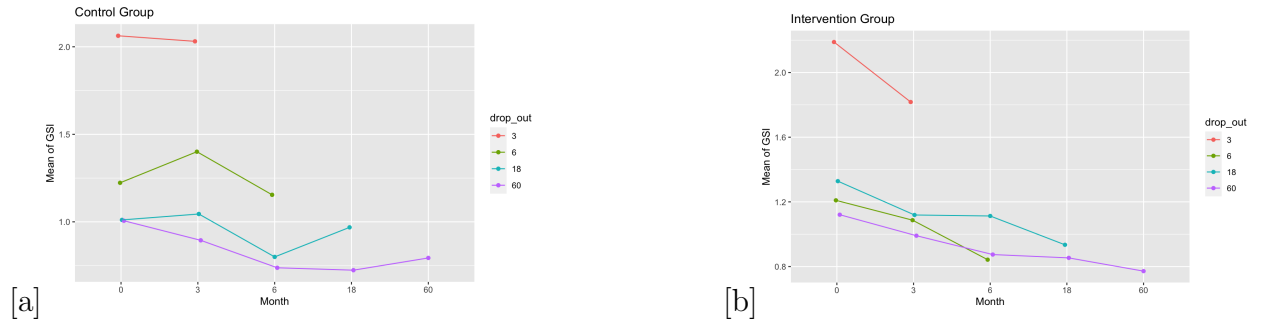 Control Group
Mean of GSI
2.0
1.5
1.0
0
3
6
18
60
Month
drop_out
3
6
18
60
[a]
Intervention Group
Mean of GSI
2.0
1.6
1.2
0.8
0
3
6
18
60
Month
drop_out
3
6
18
60
[b]